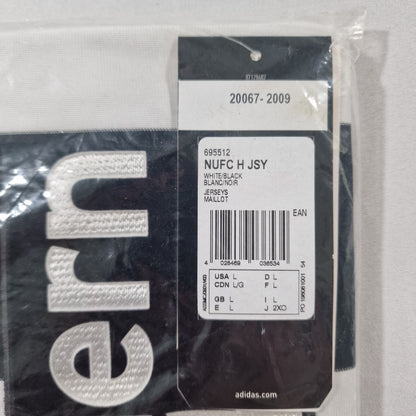 20067- 2009
695512
NUFC H JSY
WHITE/BLACK
BLANC/NOIR
JERSEYS
MAILLOT
EAN
4 028469 036534 54
USA L D L
CDN L/G F L
GB L I L
E L J 2XO
adidas.com
ern